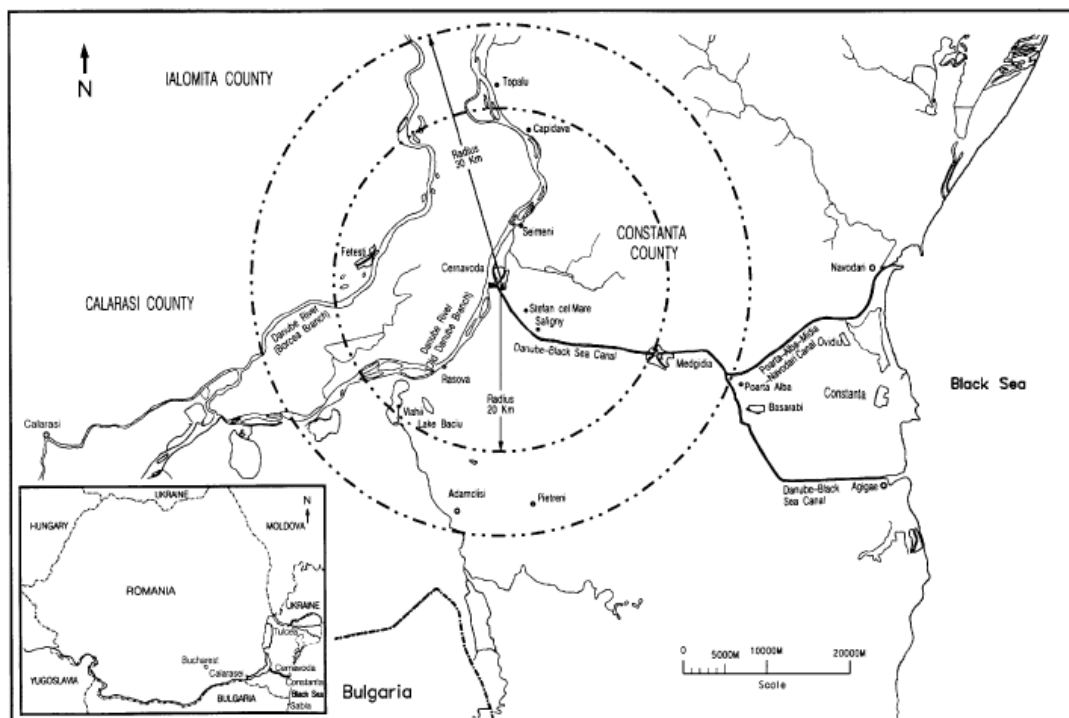 N
IALOMITA COUNTY
Topalu
Capidava
Radius
30 Km
Seimeni
CONSTANTA
COUNTY
Fetesti
Cernavoda
Navodari
CALARASI COUNTY
Danube River
(Borcea Branch)
Danube River
(Old Danube Branch)
Stefan cel Mare
Saligny
Danube-Black Sea Canal
Medgidia
Poarta-Alba-Midia
-Navodari Canal
Ovidiu
Rasova
Poarta Alba
Black Sea
Radius
20 Km
Basarabi
Constanta
Vlahi
Lake Baciu
Calarasi
Adamclisi
Pietreni
Danube-Black
Sea Canal
Agigae
UKRAINE
N
HUNGARY
MOLDOVA
ROMANIA
UKRAINE
Tulcea
Bucharest
Calarasei
Cernavoda
YUGOSLAVIA
Constanta
BULGARIA
Black Sea
Sabla
Bulgaria
0 5000M 10000M 20000M
Scale